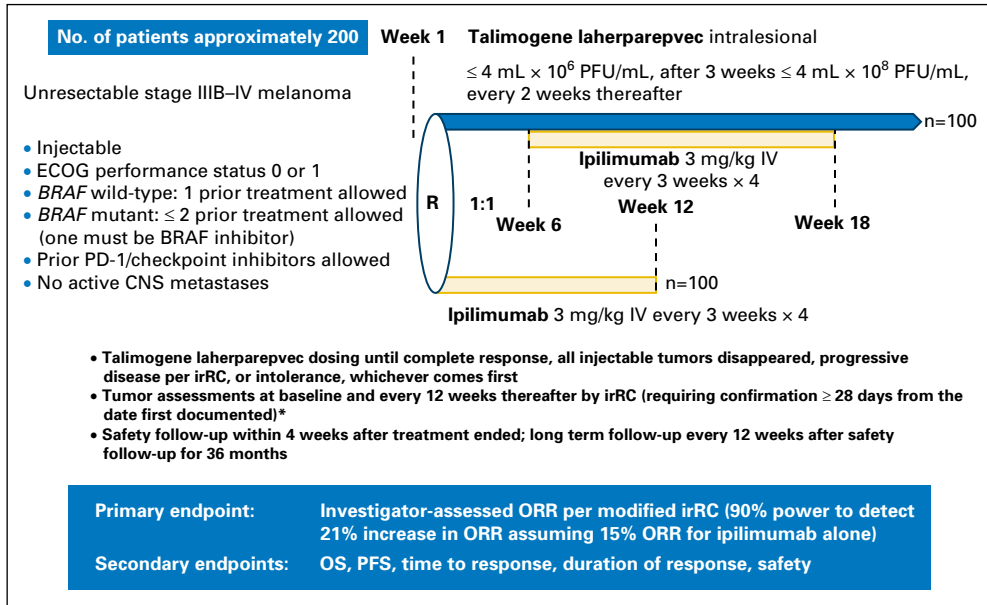 No. of patients approximately 200
Unresectable stage IIIB–IV melanoma
• Injectable
• ECOG performance status 0 or 1
• BRAF wild-type: 1 prior treatment allowed
• BRAF mutant: ≤ 2 prior treatment allowed
(one must be BRAF inhibitor)
• Prior PD-1/checkpoint inhibitors allowed
• No active CNS metastases
Week 1
Talimogene laherparepvec intralesional
≤ 4 mL × 10⁶ PFU/mL, after 3 weeks ≤ 4 mL × 10⁸ PFU/mL,
every 2 weeks thereafter
n=100
Ipilimumab 3 mg/kg IV
every 3 weeks × 4
R
1:1
Week 6
Week 12
Week 18
n=100
Ipilimumab 3 mg/kg IV every 3 weeks × 4
• Talimogene laherparepvec dosing until complete response, all injectable tumors disappeared, progressive
disease per irRC, or intolerance, whichever comes first
• Tumor assessments at baseline and every 12 weeks thereafter by irRC (requiring confirmation ≥ 28 days from the
date first documented)*
• Safety follow-up within 4 weeks after treatment ended; long term follow-up every 12 weeks after safety
follow-up for 36 months
Primary endpoint: Investigator-assessed ORR per modified irRC (90% power to detect
21% increase in ORR assuming 15% ORR for ipilimumab alone)
Secondary endpoints: OS, PFS, time to response, duration of response, safety